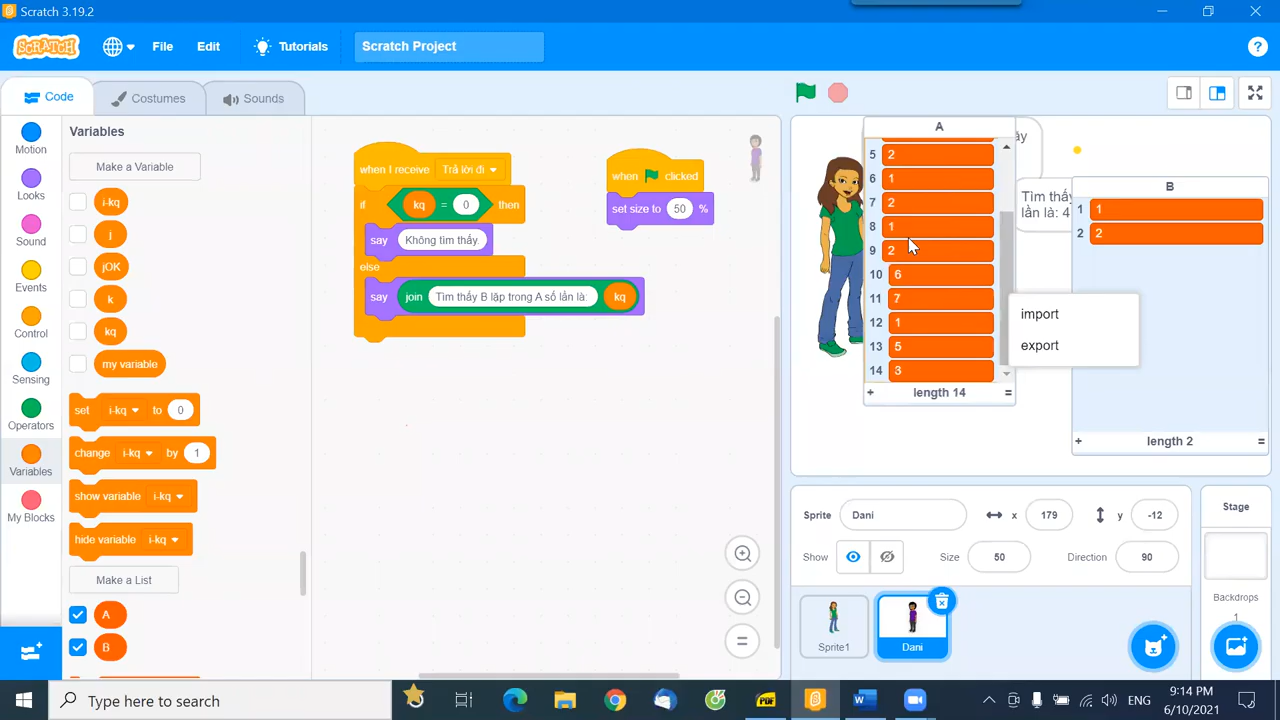 Scratch 3.19.2
SCRATCH
File
Edit
Tutorials
Scratch Project
?
Code
Costumes
Sounds
Motion
Looks
Sound
Events
Control
Sensing
Operators
Variables
My Blocks
Variables
Make a Variable
i-kq
j
jOK
k
kq
my variable
set i-kq to 0
change i-kq by 1
show variable i-kq
hide variable i-kq
Make a List
A
B
when I receive Trả lời đi
if kq = 0 then
say Không tìm thấy.
else
say join Tìm thấy B lặp trong A số lần là: kq
when clicked
set size to 50 %
A
5 2
6 1
7 2
8 1
9 2
10 6
11 7
12 1
13 5
14 3
+ length 14 =
Tìm thấy
lần là: 4
import
export
B
1 1
2 2
+ length 2 =
Sprite Dani x 179 y -12
Show Size 50 Direction 90
Sprite1
Dani
Stage
Backdrops
1
Type here to search
ENG
9:14 PM
6/10/2021